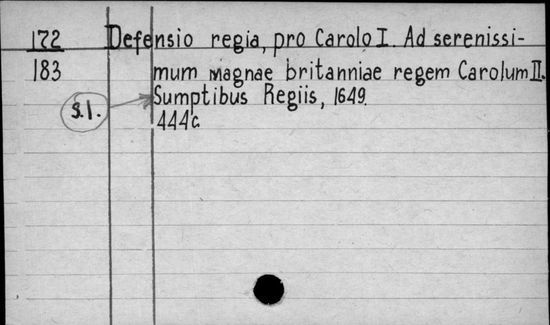 172 Defensio regia, pro Carolo I. Ad serenissi-
183 mum magnae britanniae regem Carolum II.
s.l. Sumptibus Regiis, 1649.
444c.